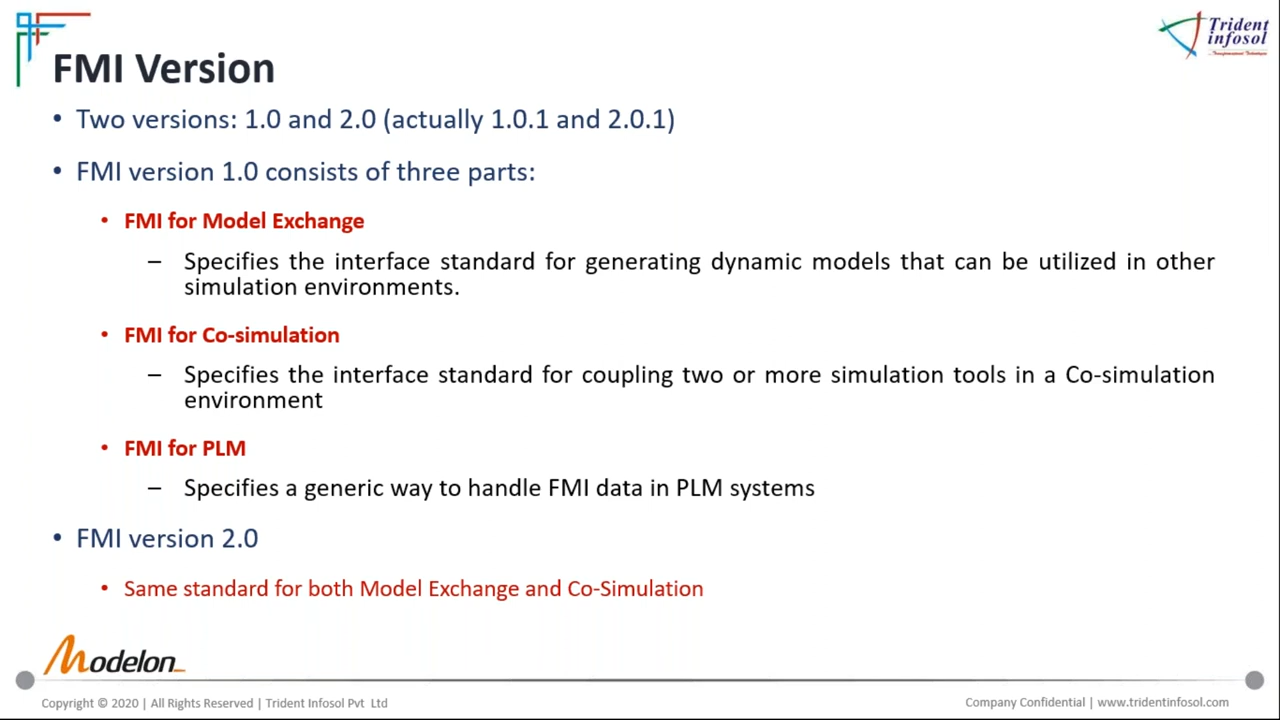 Trident
infosol
FMI Version
• Two versions: 1.0 and 2.0 (actually 1.0.1 and 2.0.1)
• FMI version 1.0 consists of three parts:
• FMI for Model Exchange
– Specifies the interface standard for generating dynamic models that can be utilized in other
simulation environments.
• FMI for Co-simulation
– Specifies the interface standard for coupling two or more simulation tools in a Co-simulation
environment
• FMI for PLM
– Specifies a generic way to handle FMI data in PLM systems
• FMI version 2.0
• Same standard for both Model Exchange and Co-Simulation
Modelon
Copyright © 2020 | All Rights Reserved | Trident Infosol Pvt Ltd
Company Confidential | www.tridentinfosol.com